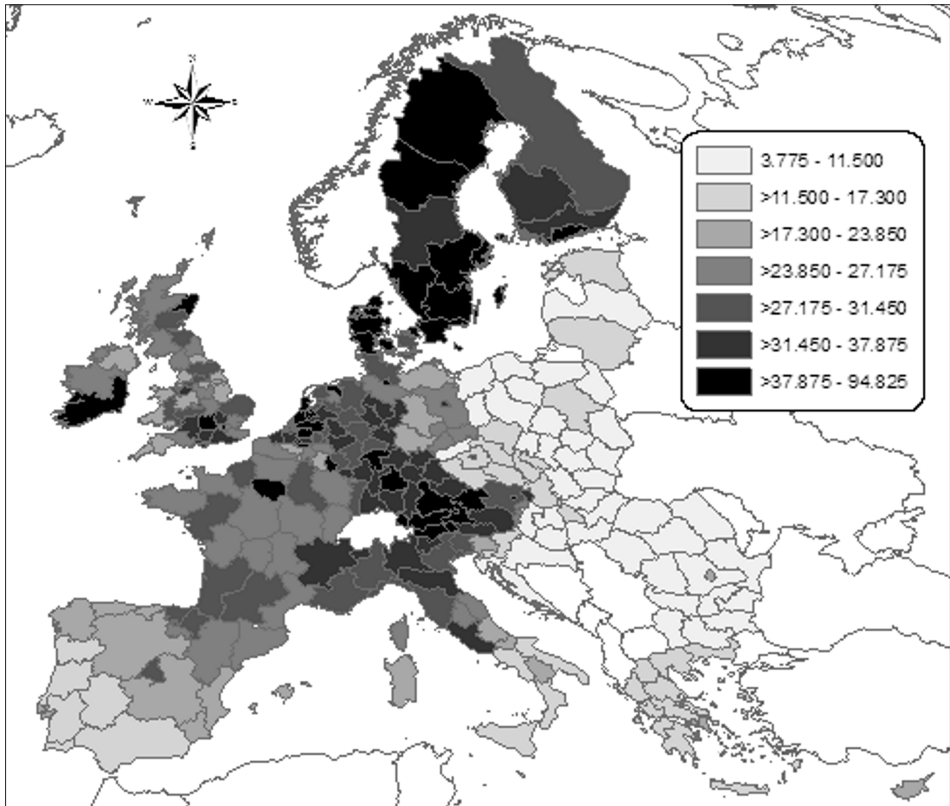 N
W
E
S
3.775 - 11.500
>11.500 - 17.300
>17.300 - 23.850
>23.850 - 27.175
>27.175 - 31.450
>31.450 - 37.875
>37.875 - 94.825